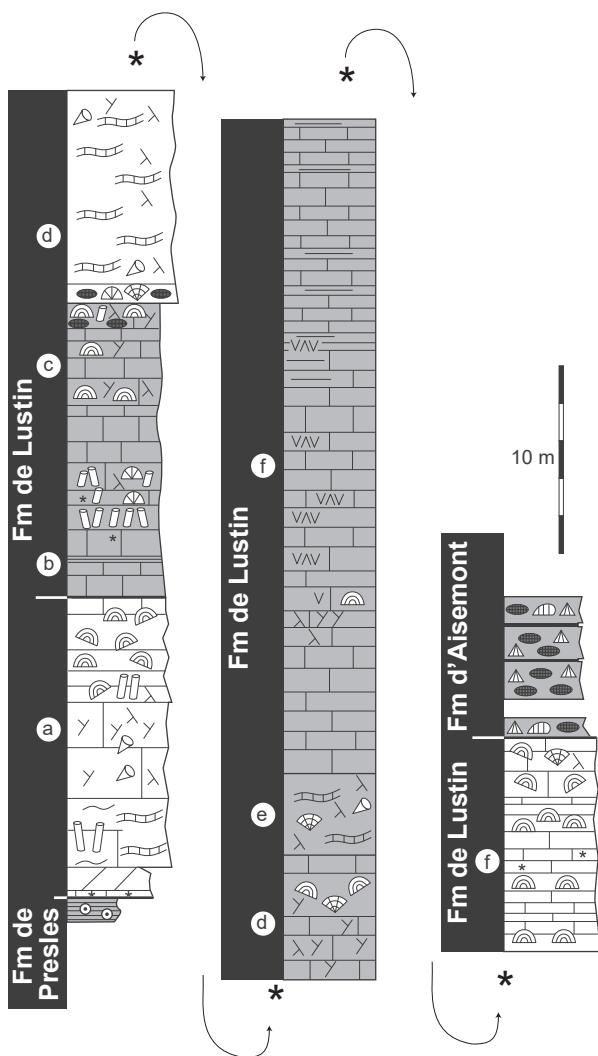 *
d
c
b
a
Fm de Lustin
Fm de
Presles
*
f
e
d
Fm de Lustin
*
10 m
Fm d'Aisemont
Fm de Lustin
f
*